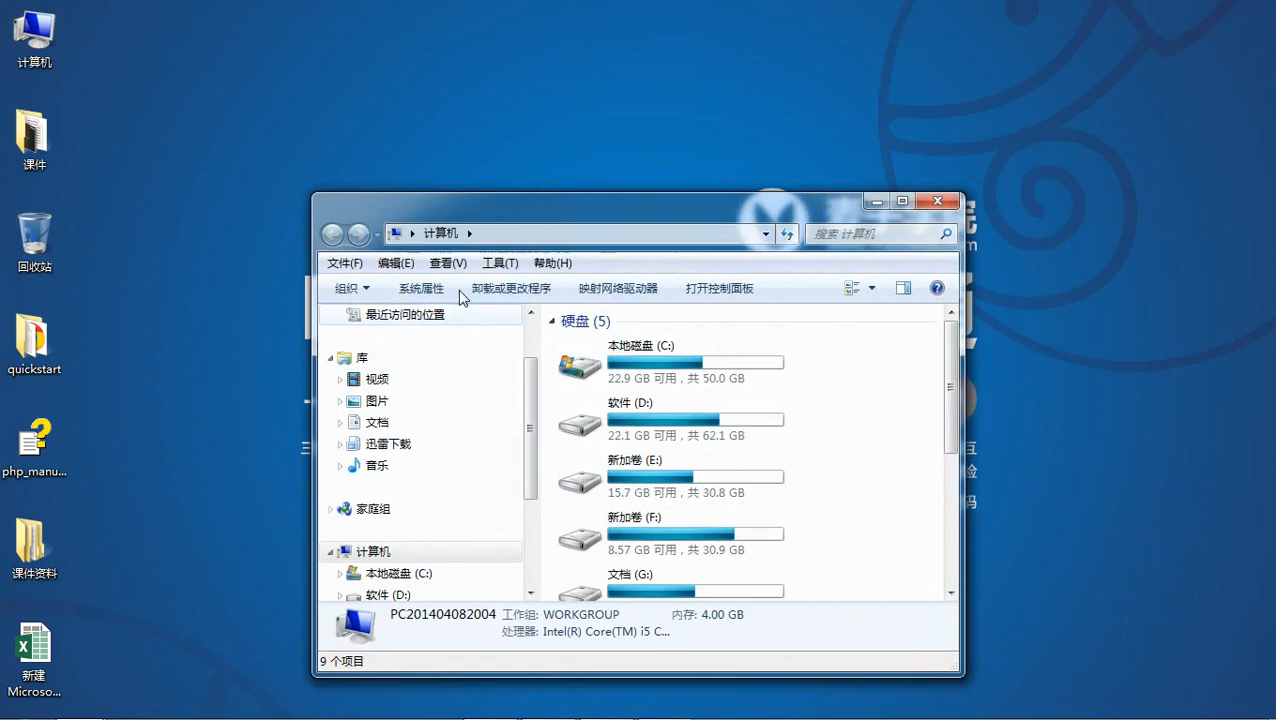 计算机
课件
回收站
quickstart
php_manu...
课件资料
新建
Microso...
计算机
搜索 计算机
文件(F) 编辑(E) 查看(V) 工具(T) 帮助(H)
组织 系统属性 卸载或更改程序 映射网络驱动器 打开控制面板
最近访问的位置
库
视频
图片
文档
迅雷下载
音乐
家庭组
计算机
本地磁盘 (C:)
软件 (D:)
硬盘 (5)
本地磁盘 (C:)
22.9 GB 可用，共 50.0 GB
软件 (D:)
22.1 GB 可用，共 62.1 GB
新加卷 (E:)
15.7 GB 可用，共 30.8 GB
新加卷 (F:)
8.57 GB 可用，共 30.9 GB
文档 (G:)
PC201404082004 工作组: WORKGROUP 内存: 4.00 GB
处理器: Intel(R) Core(TM) i5 C...
9 个项目
院
m
互
检
码